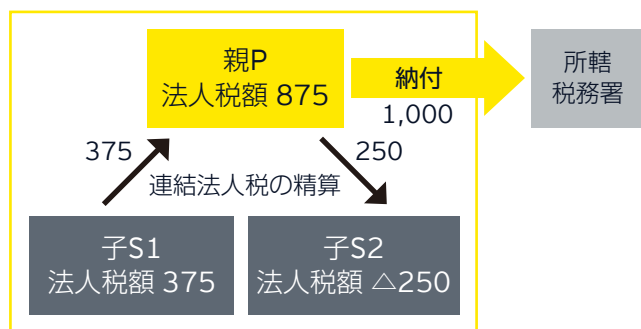 親P
法人税額 875
納付
1,000
所轄
税務署
375
250
連結法人税の精算
子S1
法人税額 375
子S2
法人税額 △250